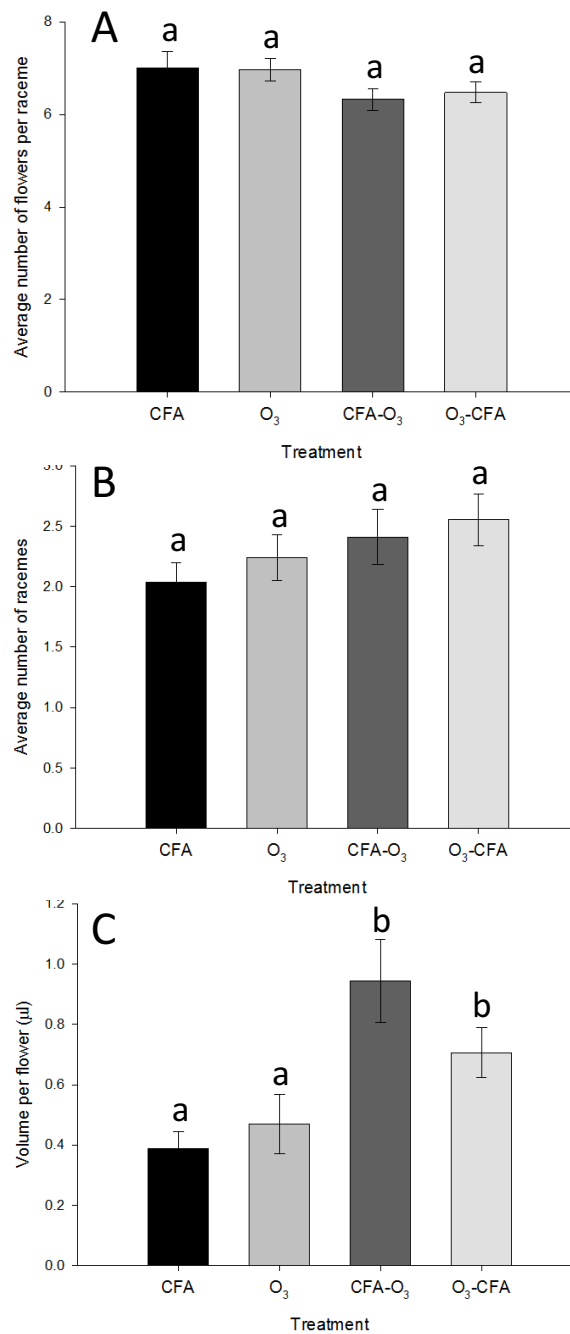 A
a a a a
8
6
4
2
0
Average number of flowers per raceme
CFA O₃ CFA-O₃ O₃-CFA
Treatment
B
a a a a
3.0
2.5
2.0
1.5
1.0
0.5
0.0
Average number of racemes
CFA O₃ CFA-O₃ O₃-CFA
Treatment
C
a a b b
1.2
1.0
0.8
0.6
0.4
0.2
0.0
Volume per flower (µl)
CFA O₃ CFA-O₃ O₃-CFA
Treatment